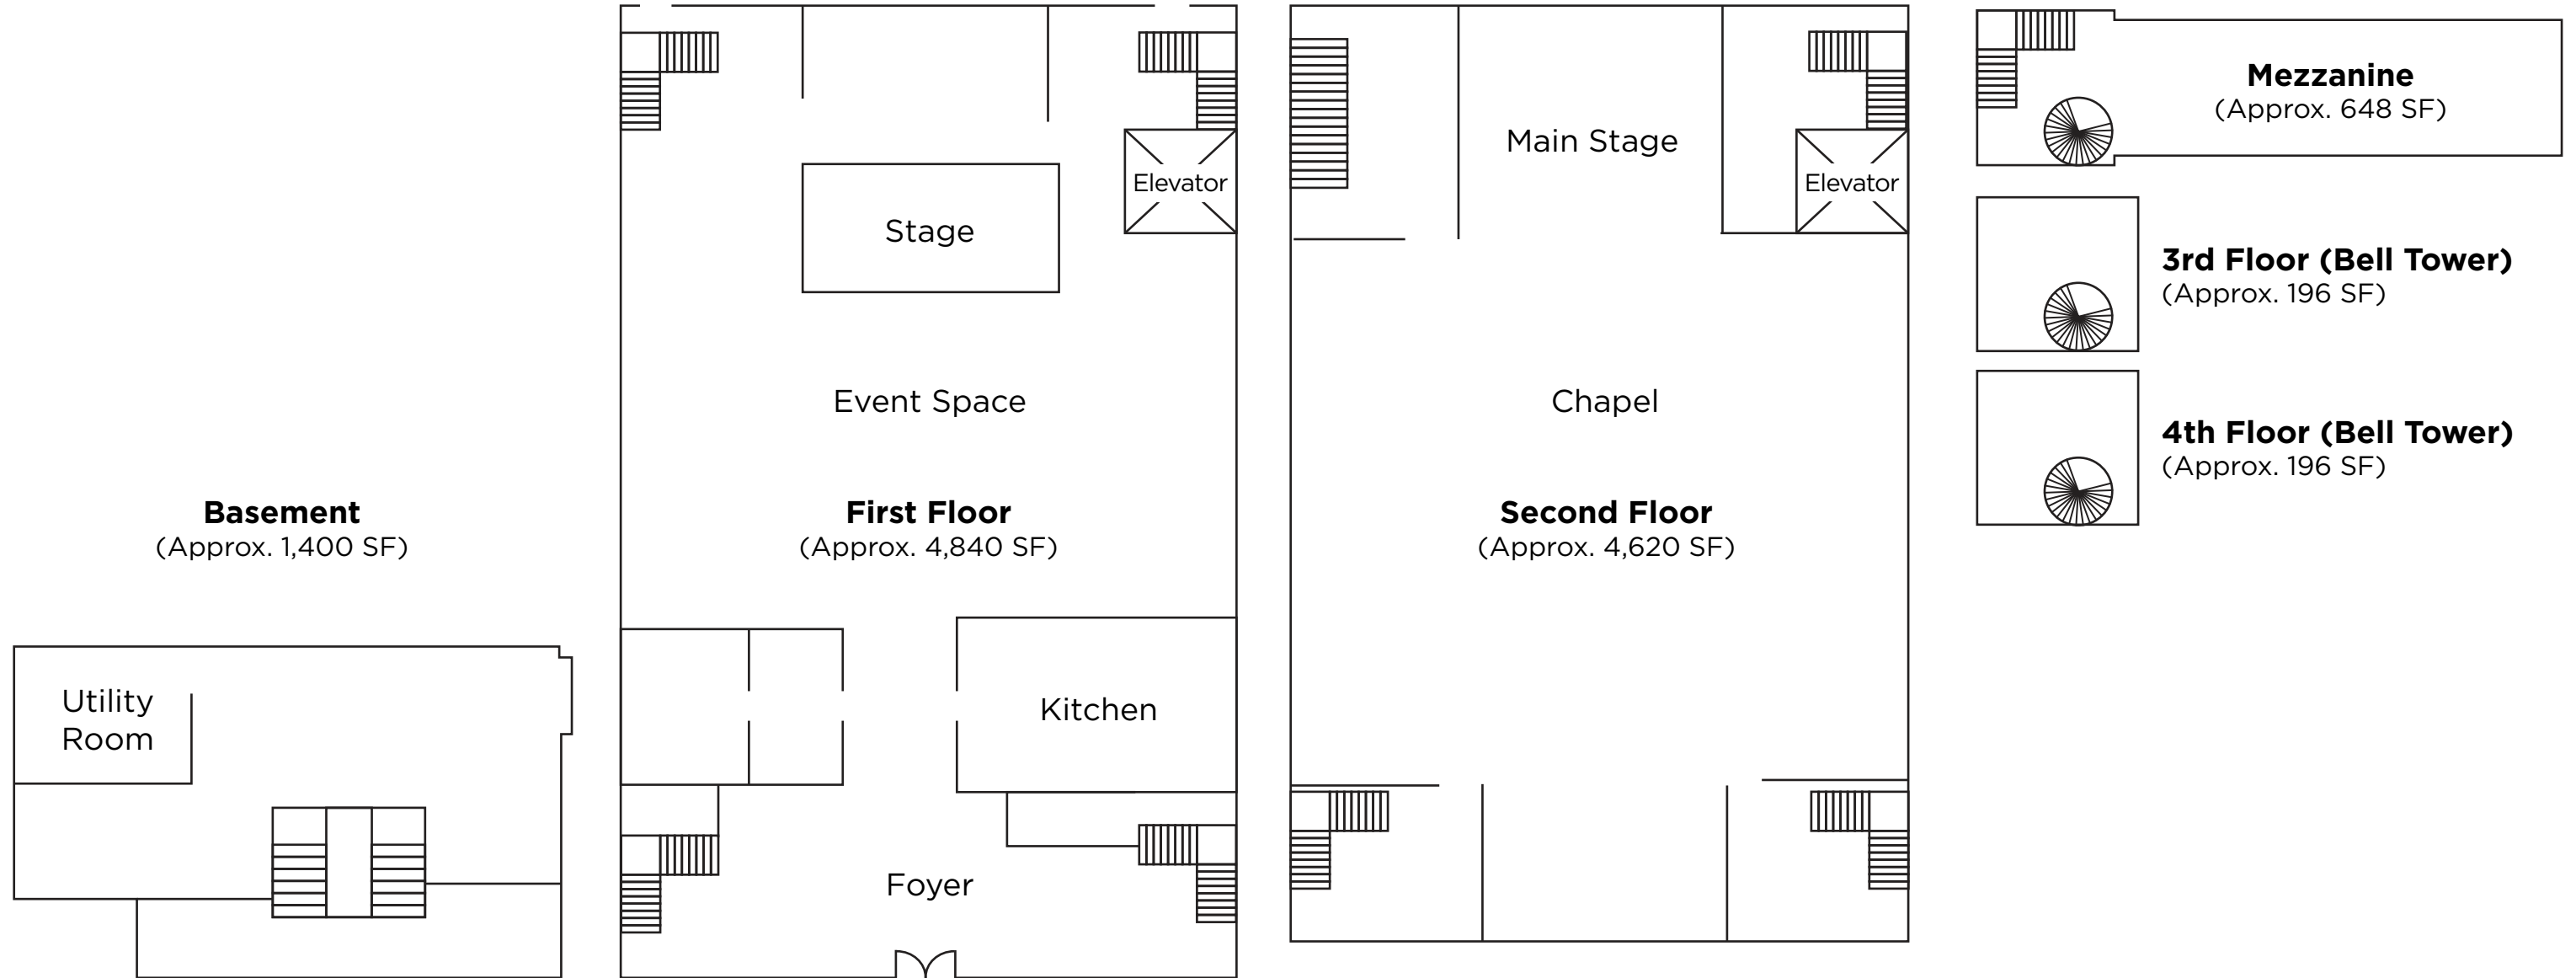 Basement
(Approx. 1,400 SF)
Utility
Room
Elevator
Stage
Event Space
First Floor
(Approx. 4,840 SF)
Kitchen
Foyer
Main Stage
Elevator
Chapel
Second Floor
(Approx. 4,620 SF)
Mezzanine
(Approx. 648 SF)
3rd Floor (Bell Tower)
(Approx. 196 SF)
4th Floor (Bell Tower)
(Approx. 196 SF)